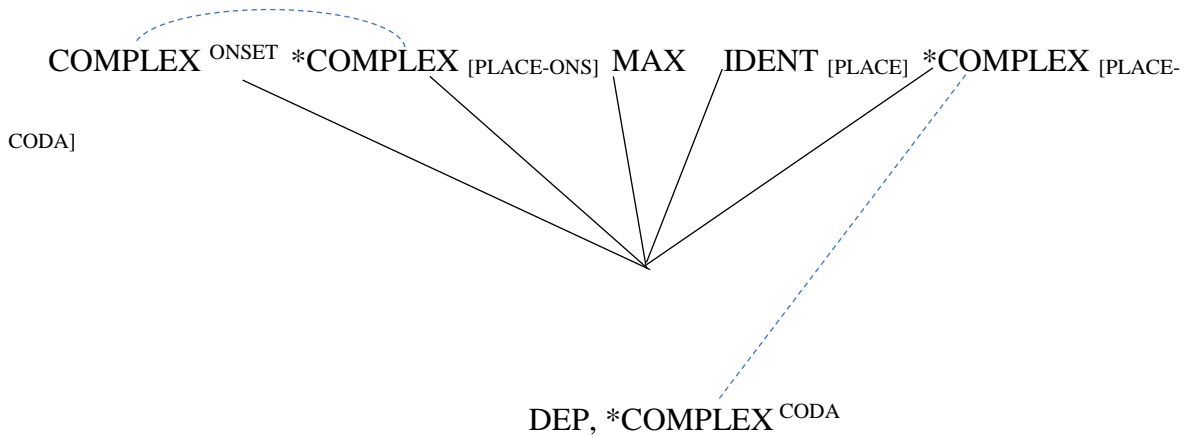 COMPLEX ONSET *COMPLEX [PLACE-ONS] MAX IDENT [PLACE] *COMPLEX [PLACE-
CODA]
DEP, *COMPLEX CODA